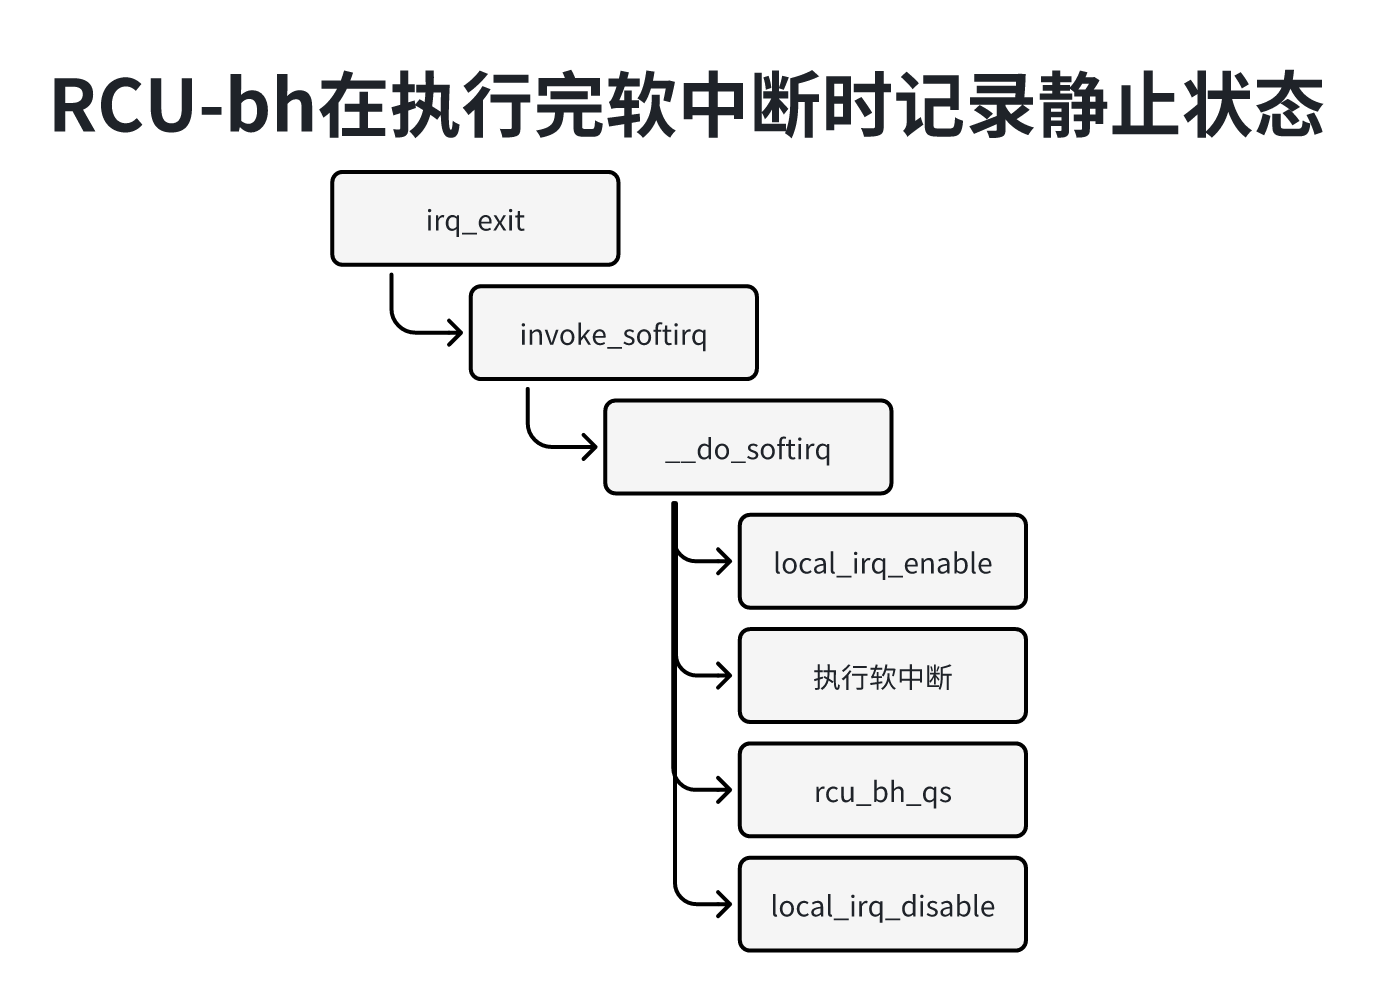 RCU-bh在执行完软中断时记录静止状态
irq_exit
invoke_softirq
__do_softirq
local_irq_enable
执行软中断
rcu_bh_qs
local_irq_disable